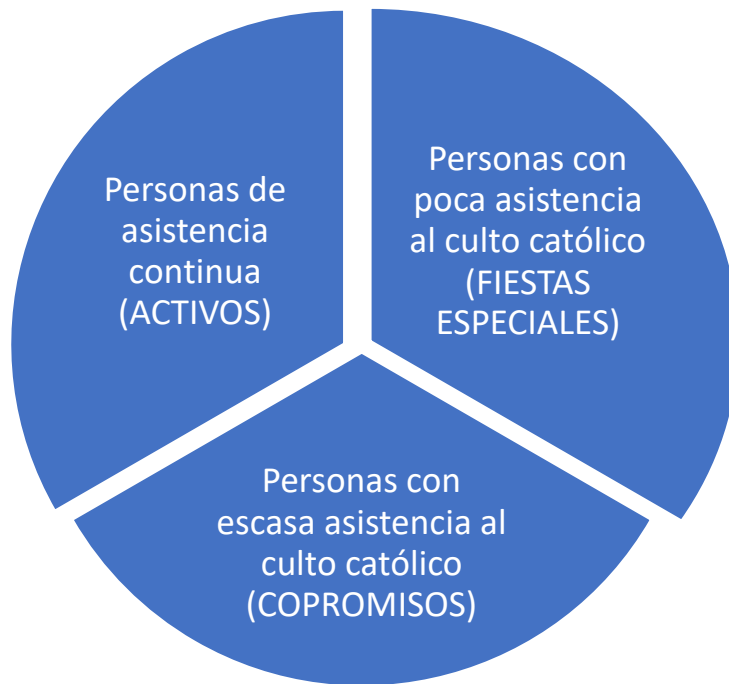 Personas de
asistencia
continua
(ACTIVOS)
Personas con
poca asistencia
al culto católico
(FIESTAS
ESPECIALES)
Personas con
escasa asistencia al
culto católico
(COPROMISOS)